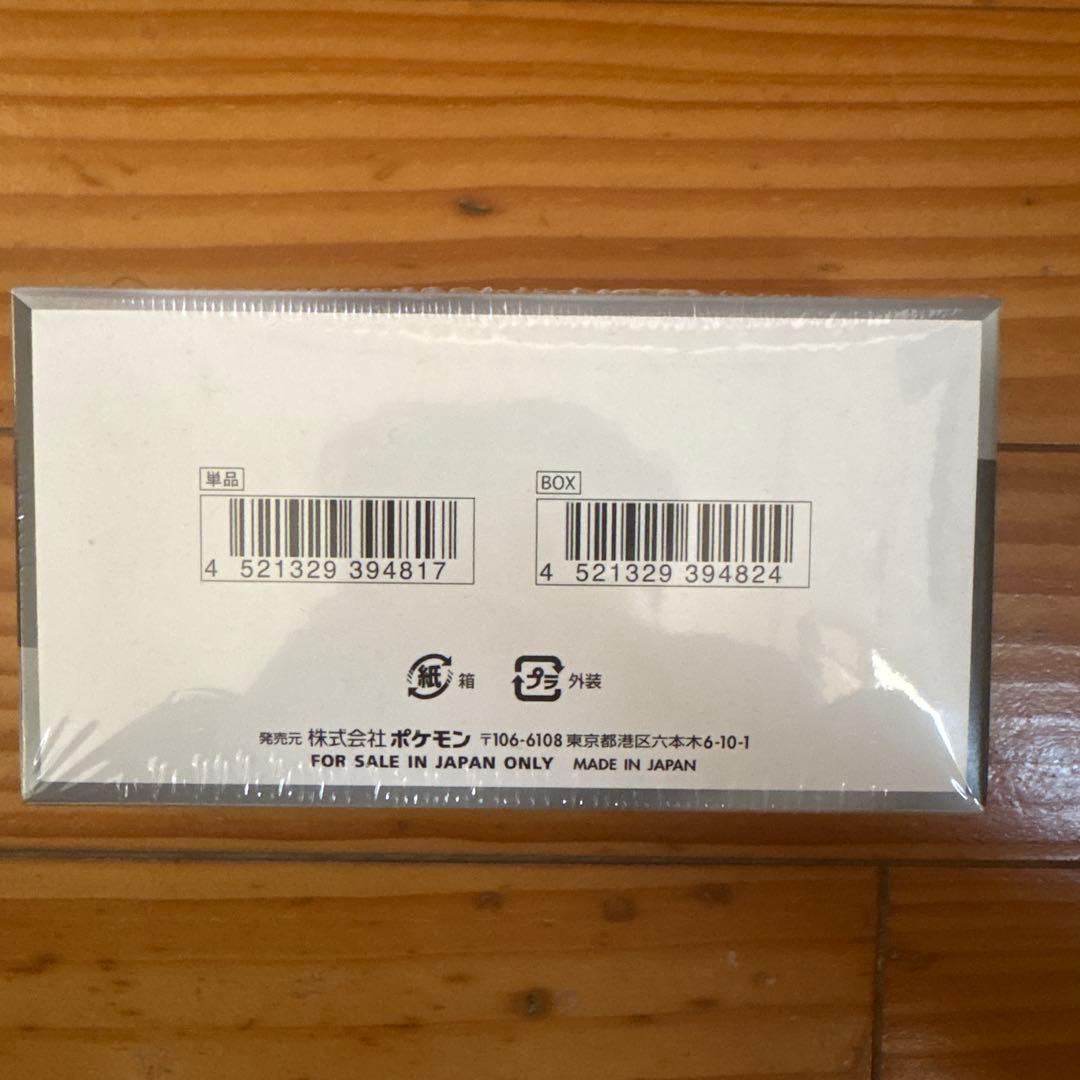 単品
BOX
4 521329 394817
4 521329 394824
紙 箱
プラ 外装
発売元 株式会社ポケモン 〒106-6108 東京都港区六本木6-10-1
FOR SALE IN JAPAN ONLY MADE IN JAPAN